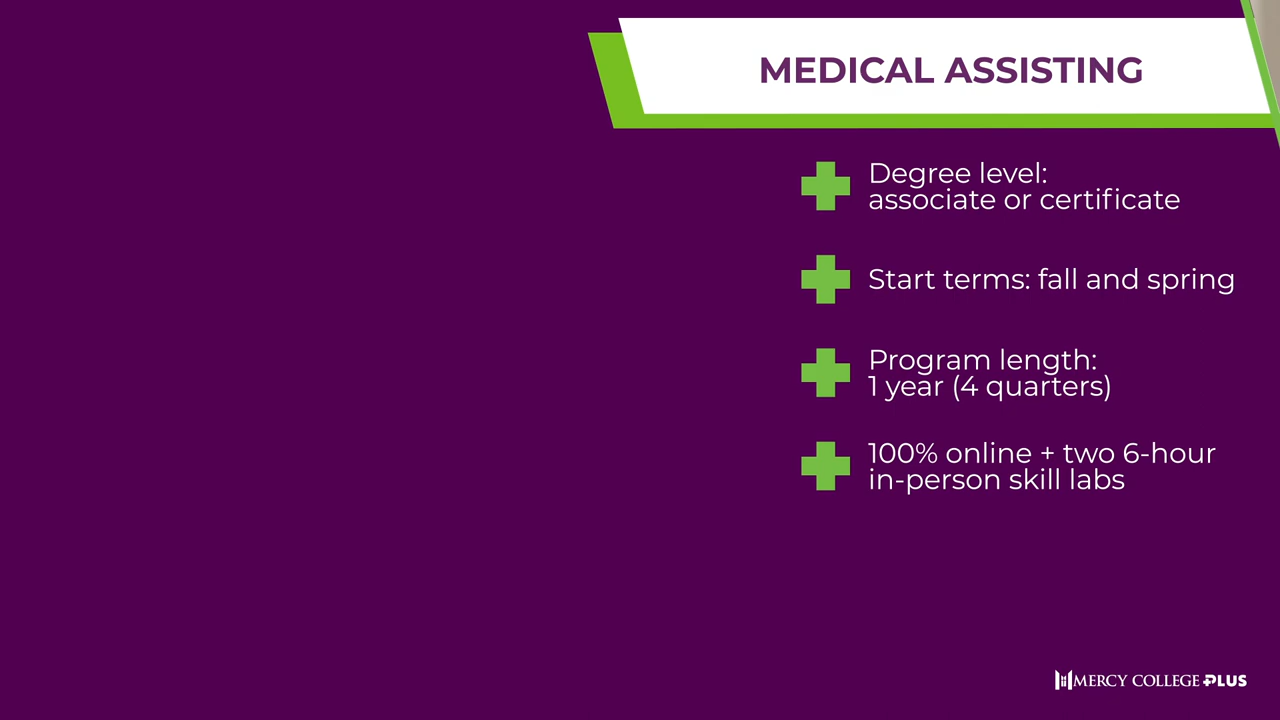 MEDICAL ASSISTING
Degree level:
associate or certificate
Start terms: fall and spring
Program length:
1 year (4 quarters)
100% online + two 6-hour
in-person skill labs
MERCY COLLEGE PLUS